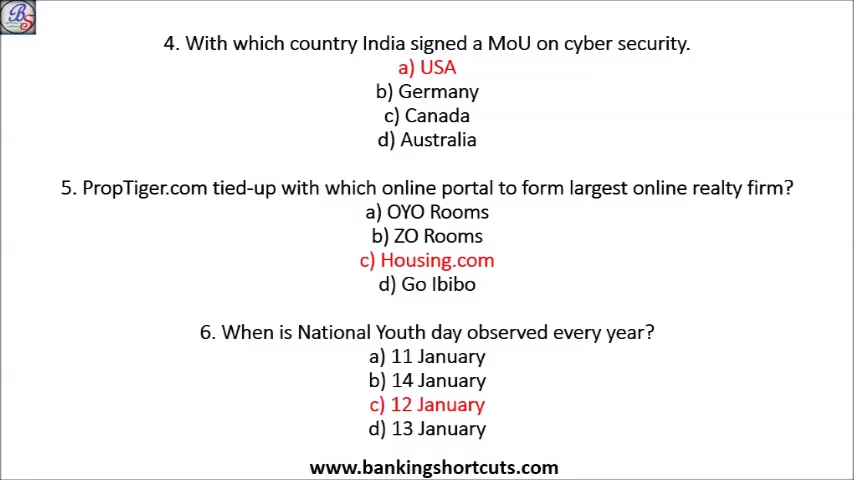 BS
4. With which country India signed a MoU on cyber security.
a) USA
b) Germany
c) Canada
d) Australia
5. PropTiger.com tied-up with which online portal to form largest online realty firm?
a) OYO Rooms
b) ZO Rooms
c) Housing.com
d) Go Ibibo
6. When is National Youth day observed every year?
a) 11 January
b) 14 January
c) 12 January
d) 13 January
www.bankingshortcuts.com